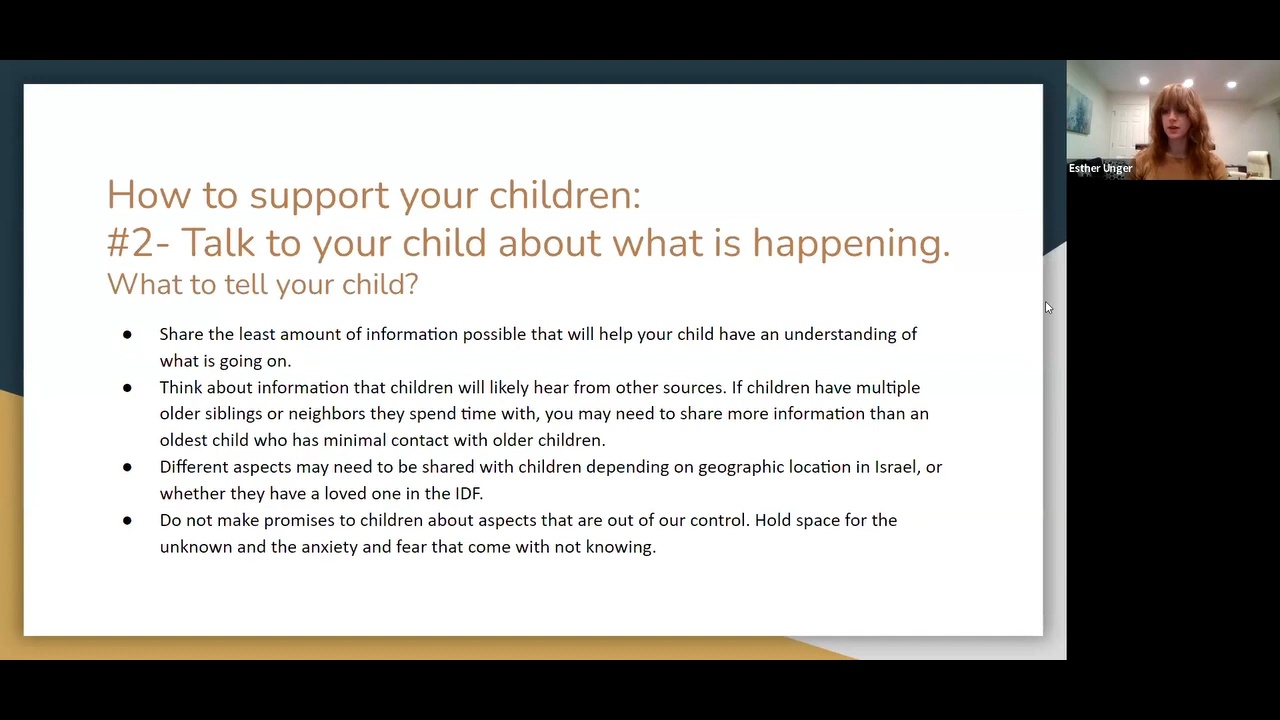 How to support your children:
#2- Talk to your child about what is happening.
What to tell your child?
● Share the least amount of information possible that will help your child have an understanding of
what is going on.
● Think about information that children will likely hear from other sources. If children have multiple
older siblings or neighbors they spend time with, you may need to share more information than an
oldest child who has minimal contact with older children.
● Different aspects may need to be shared with children depending on geographic location in Israel, or
whether they have a loved one in the IDF.
● Do not make promises to children about aspects that are out of our control. Hold space for the
unknown and the anxiety and fear that come with not knowing.
Esther Unger